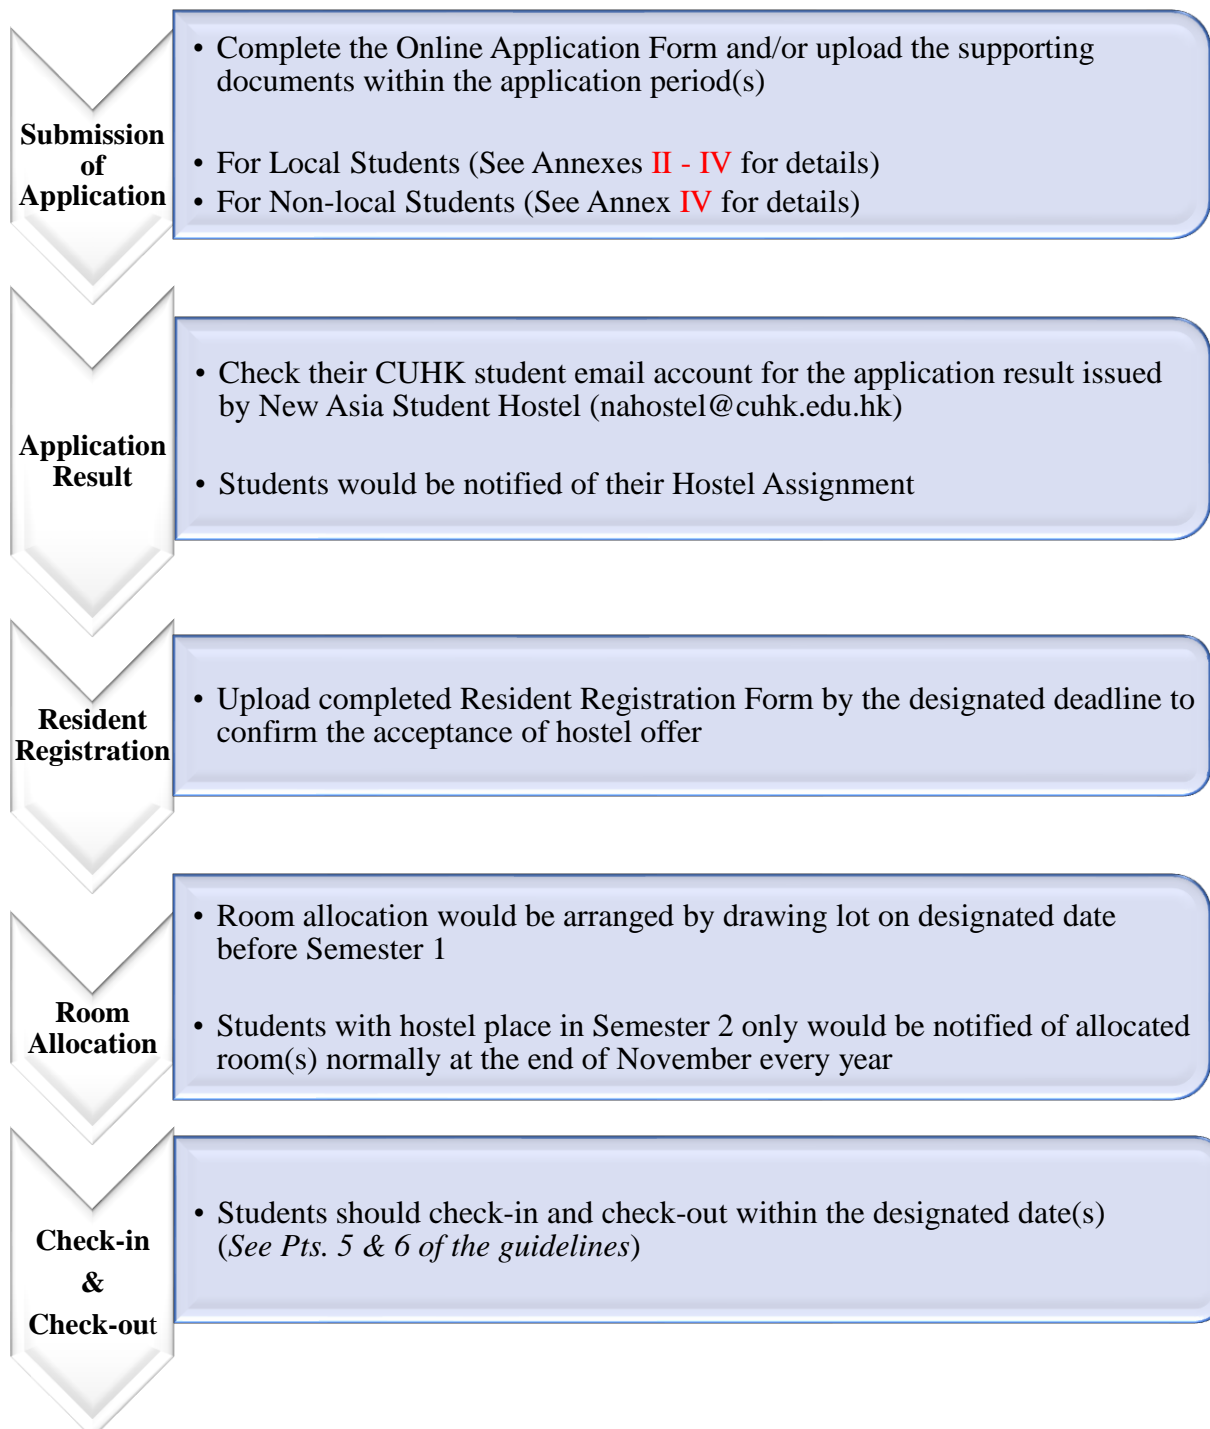 Submission
of
Application
• Complete the Online Application Form and/or upload the supporting
documents within the application period(s)
• For Local Students (See Annexes II - IV for details)
• For Non-local Students (See Annex IV for details)
Application
Result
• Check their CUHK student email account for the application result issued
by New Asia Student Hostel (nahostel@cuhk.edu.hk)
• Students would be notified of their Hostel Assignment
Resident
Registration
• Upload completed Resident Registration Form by the designated deadline to
confirm the acceptance of hostel offer
Room
Allocation
• Room allocation would be arranged by drawing lot on designated date
before Semester 1
• Students with hostel place in Semester 2 only would be notified of allocated
room(s) normally at the end of November every year
Check-in
&
Check-out
• Students should check-in and check-out within the designated date(s)
(See Pts. 5 & 6 of the guidelines)